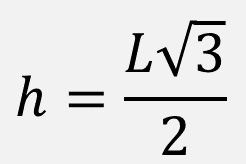 h = L√3 / 2